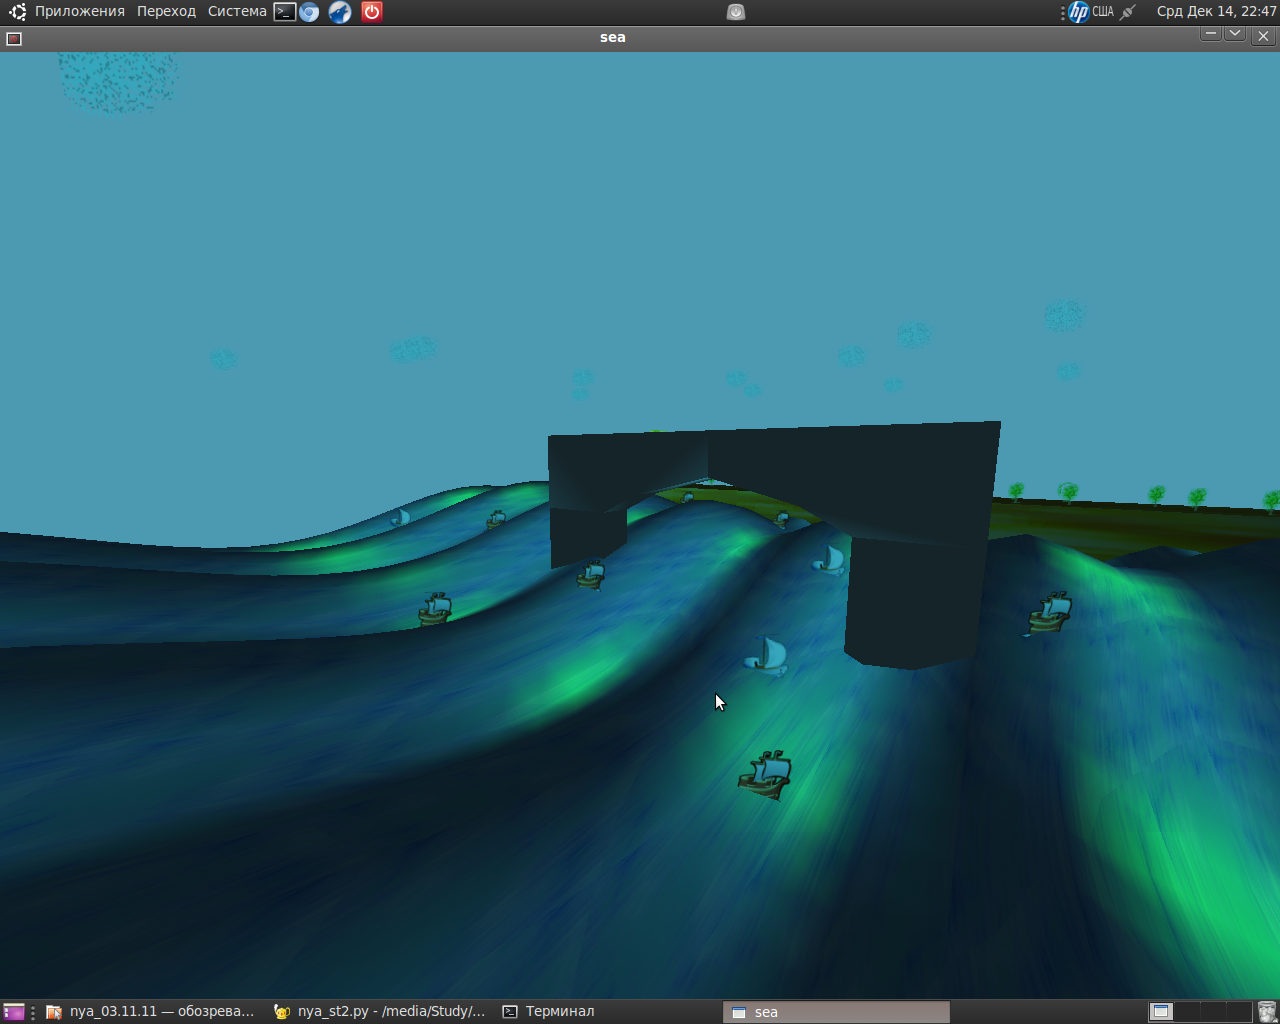 Приложения Переход Система hp США Срд Дек 14, 22:47
sea
nya_03.11.11 — обозрева... nya_st2.py - /media/Study/... Терминал sea